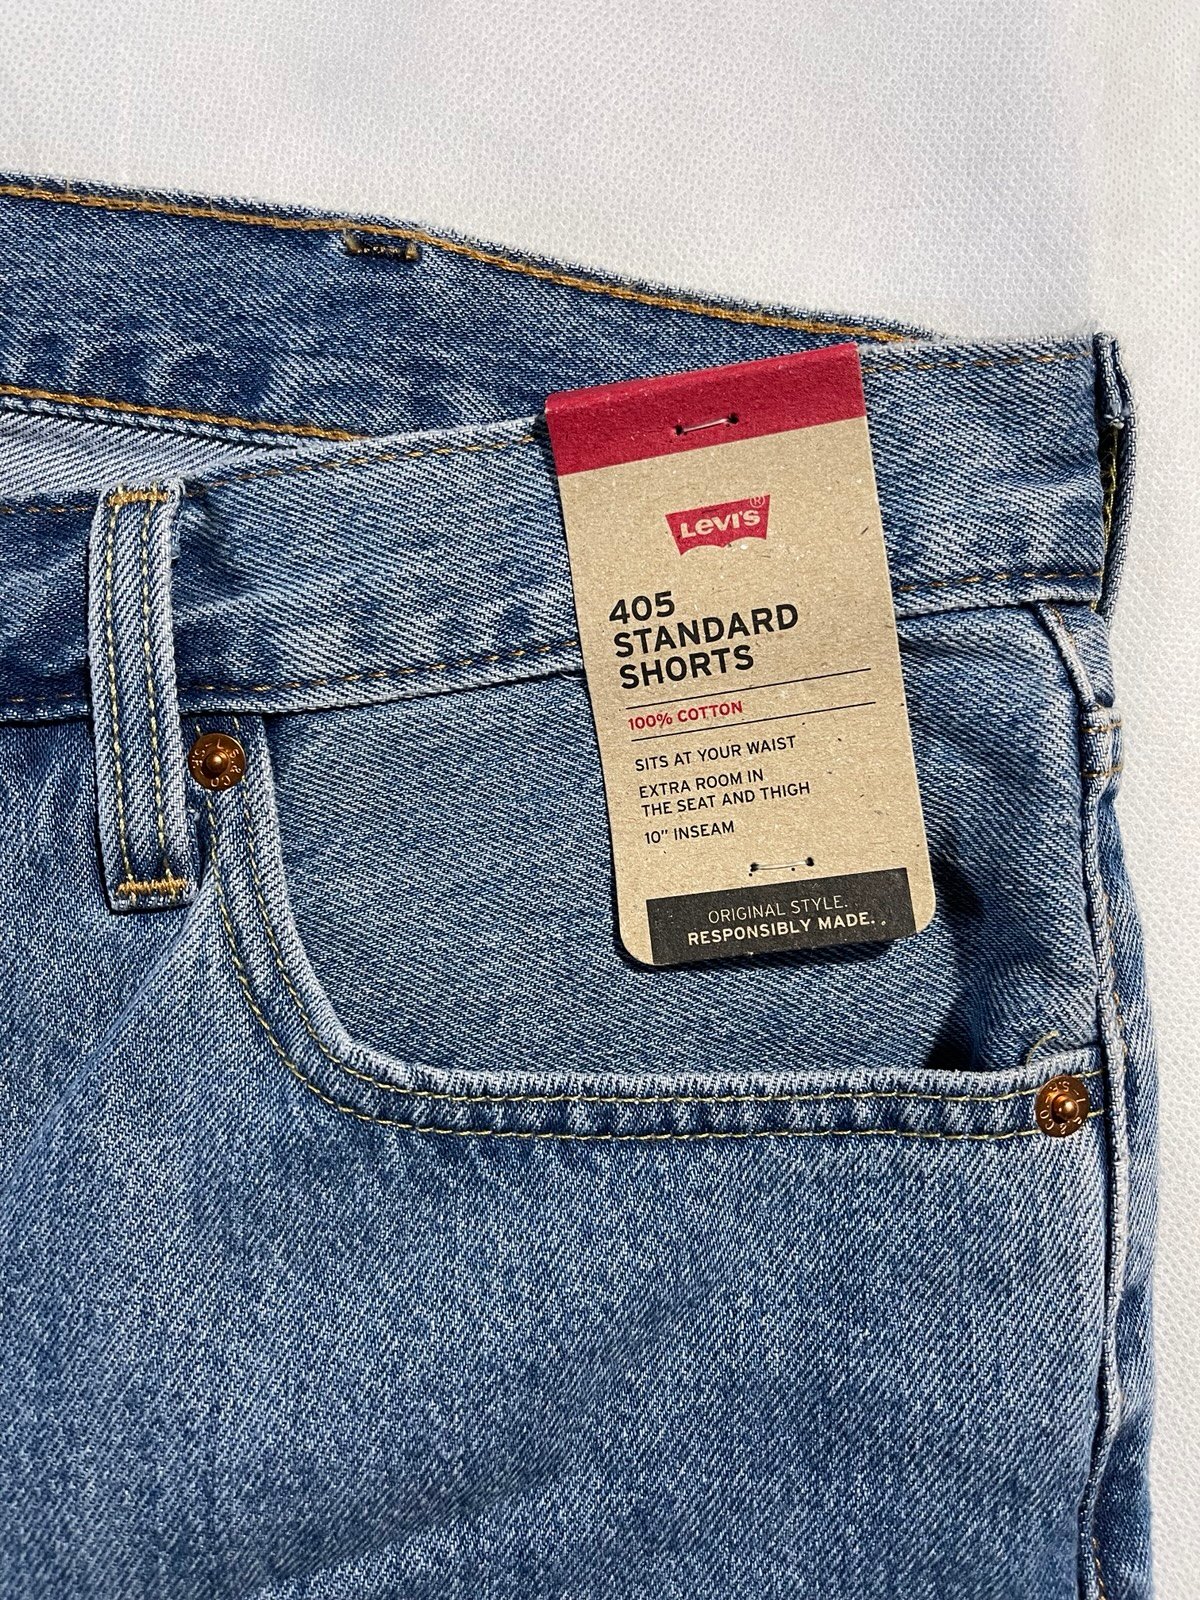 LEVI'S®
405
STANDARD
SHORTS
100% COTTON
SITS AT YOUR WAIST
EXTRA ROOM IN
THE SEAT AND THIGH
10" INSEAM
ORIGINAL STYLE.
RESPONSIBLY MADE.